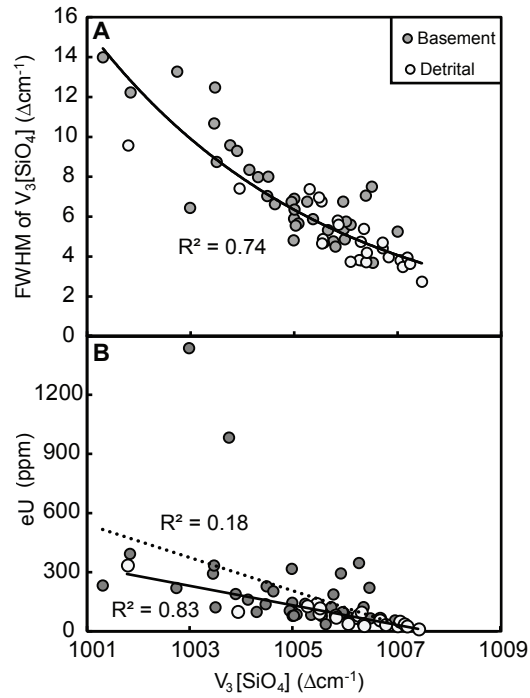 A
Basement
Detrital
16
14
12
10
8
6
4
2
0
FWHM of V₃[SiO₄] (Δcm⁻¹)
R² = 0.74
B
1200
900
600
300
0
eU (ppm)
R² = 0.18
R² = 0.83
1001 1003 1005 1007 1009
V₃ [SiO₄] (Δcm⁻¹)